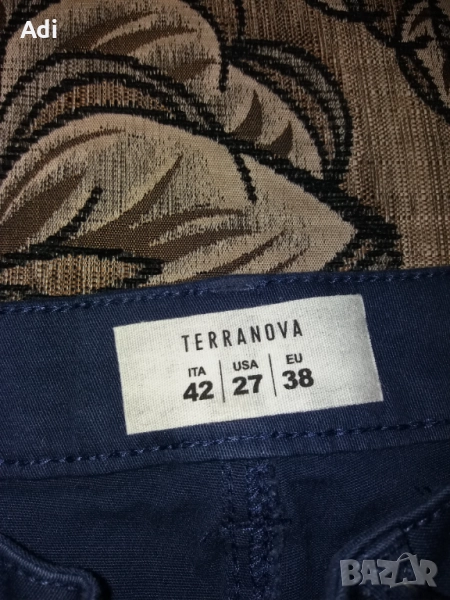 Adi
TERRANOVA
ITA USA EU
42 27 38
BAZAR